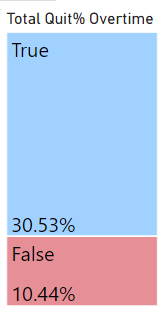 Total Quit% Overtime
True
30.53%
False
10.44%